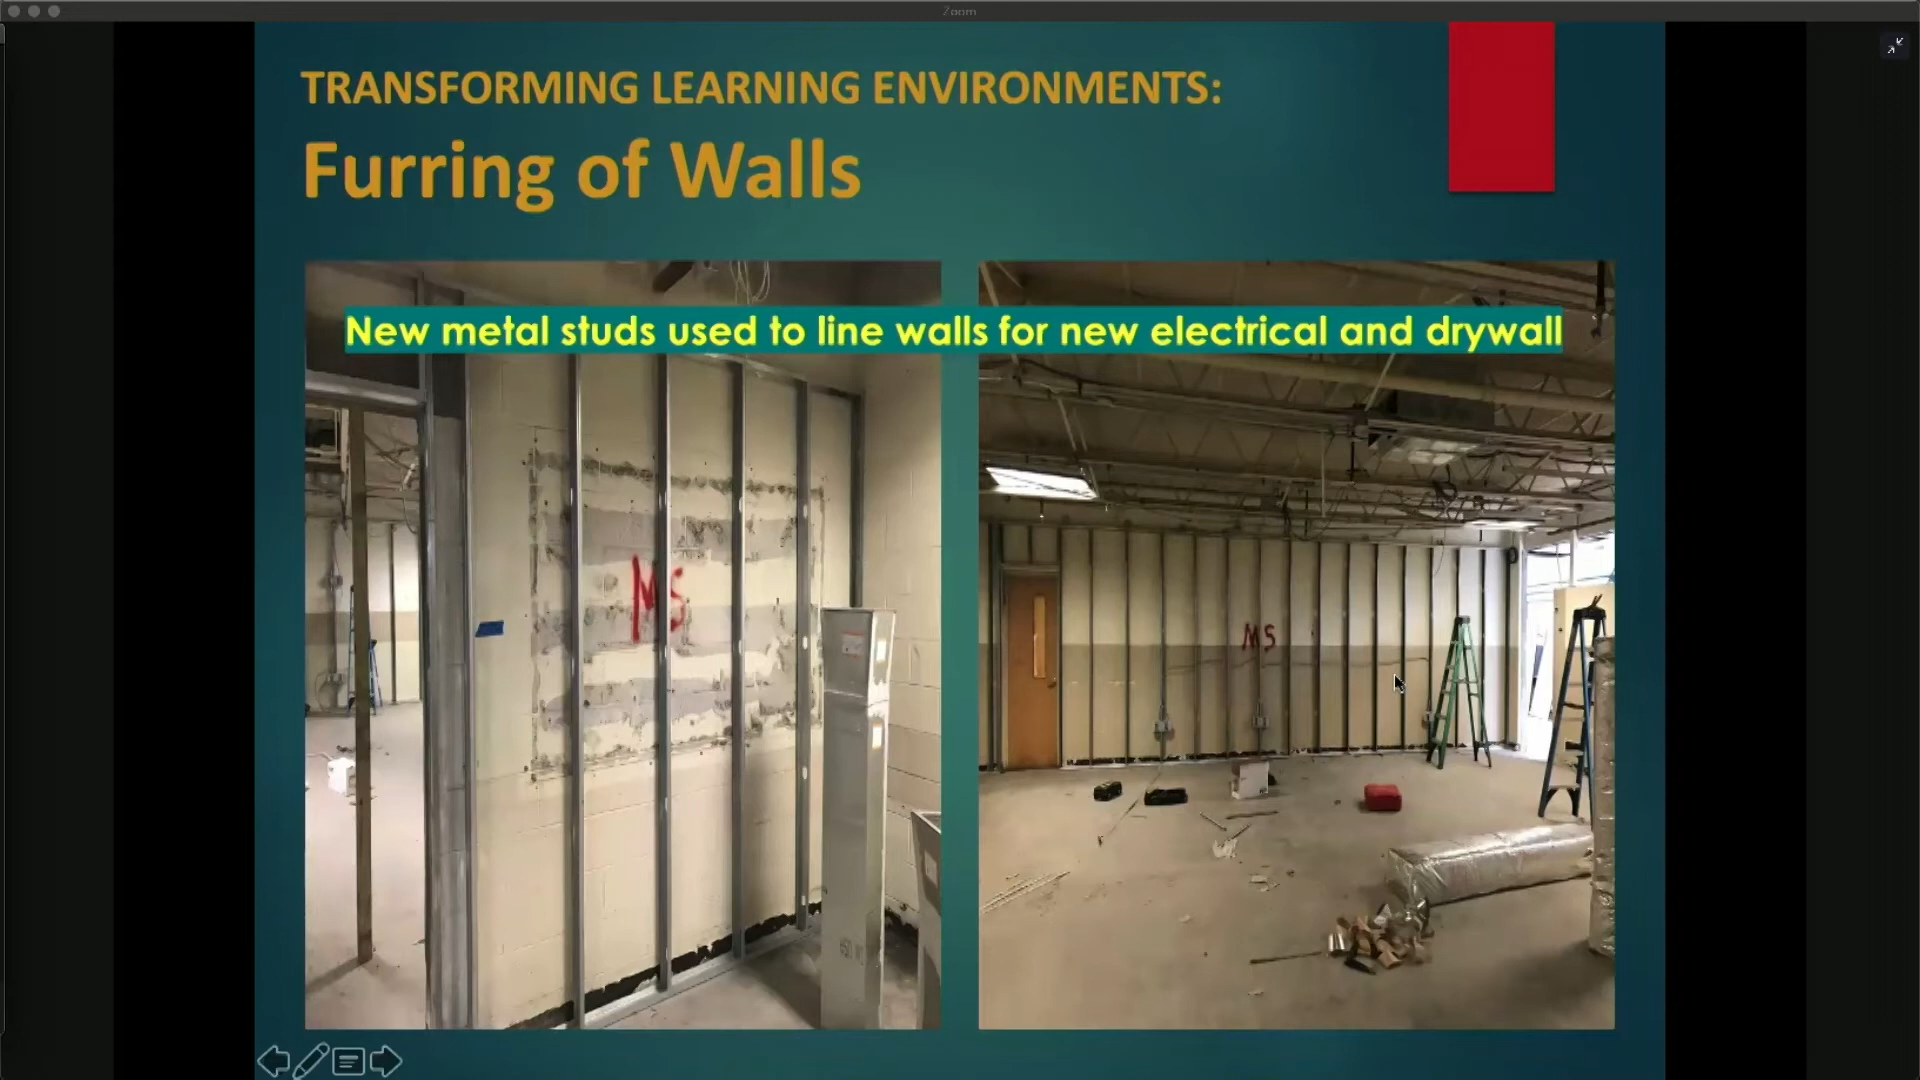 Zoom
TRANSFORMING LEARNING ENVIRONMENTS:
Furring of Walls
New metal studs used to line walls for new electrical and drywall
MS
MS